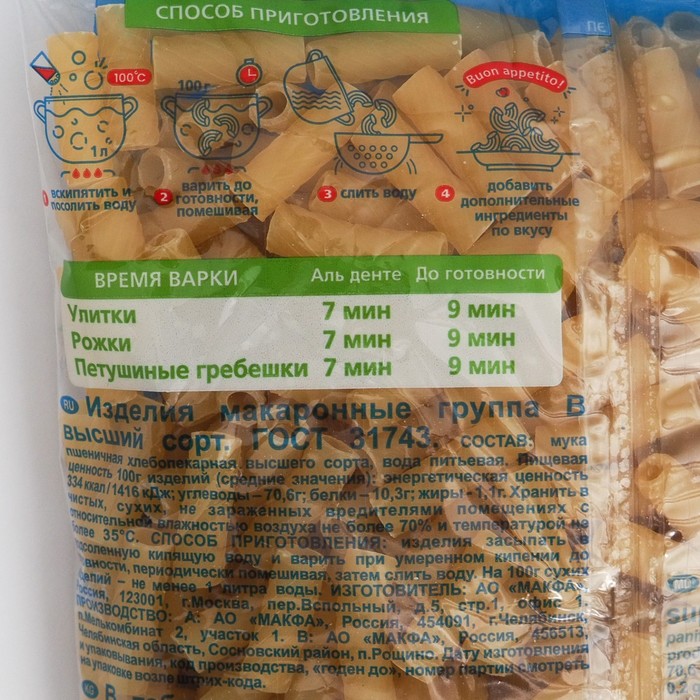 СПОСОБ ПРИГОТОВЛЕНИЯ
100°C
1 л
вскипятить и
посолить воду
100 г
2 варить до
готовности,
помешивая
3 слить воду
Buon appetito!
4 добавить
дополнительные
ингредиенты
по вкусу
ВРЕМЯ ВАРКИ Аль денте До готовности
Улитки 7 мин 9 мин
Рожки 7 мин 9 мин
Петушиные гребешки 7 мин 9 мин
RU Изделия макаронные группа В
высший сорт. ГОСТ 31743. СОСТАВ: мука
пшеничная хлебопекарная высшего сорта, вода питьевая. Пищевая
ценность 100г изделий (средние значения): энергетическая ценность
334 ккал/1416 кДж; углеводы – 70,6г; белки – 10,3г; жиры – 1,1г. Хранить в
чистых, сухих, не зараженных вредителями помещениях с
относительной влажностью воздуха не более 70% и температурой не
более 35°С. СПОСОБ ПРИГОТОВЛЕНИЯ: изделия засыпать в
подсоленную кипящую воду и варить при умеренном кипении до
готовности, периодически помешивая, затем слить воду. На 100г сухих
изделий – не менее 1 литра воды. ИЗГОТОВИТЕЛЬ: АО «МАКФА»,
Россия, 123001, г.Москва, пер.Вспольный, д.5, стр.1, офис 1.
ПРОИЗВОДСТВО: А: АО «МАКФА», Россия, 454091, г.Челябинск,
п.Мелькомбинат 2, участок 1. В: АО «МАКФА», Россия, 456513,
Челябинская область, Сосновский район, п.Рощино. Дату изготовления
и упаковывания, код производства, «годен до», номер партии смотреть
на упаковке возле штрих-кода.